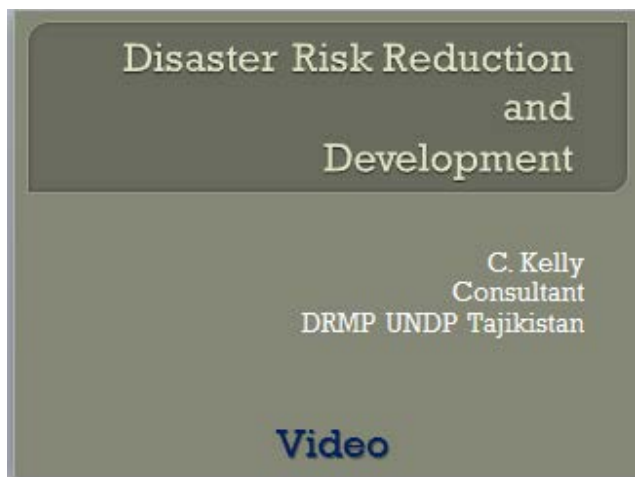 Disaster Risk Reduction
and
Development
C. Kelly
Consultant
DRMP UNDP Tajikistan
Video